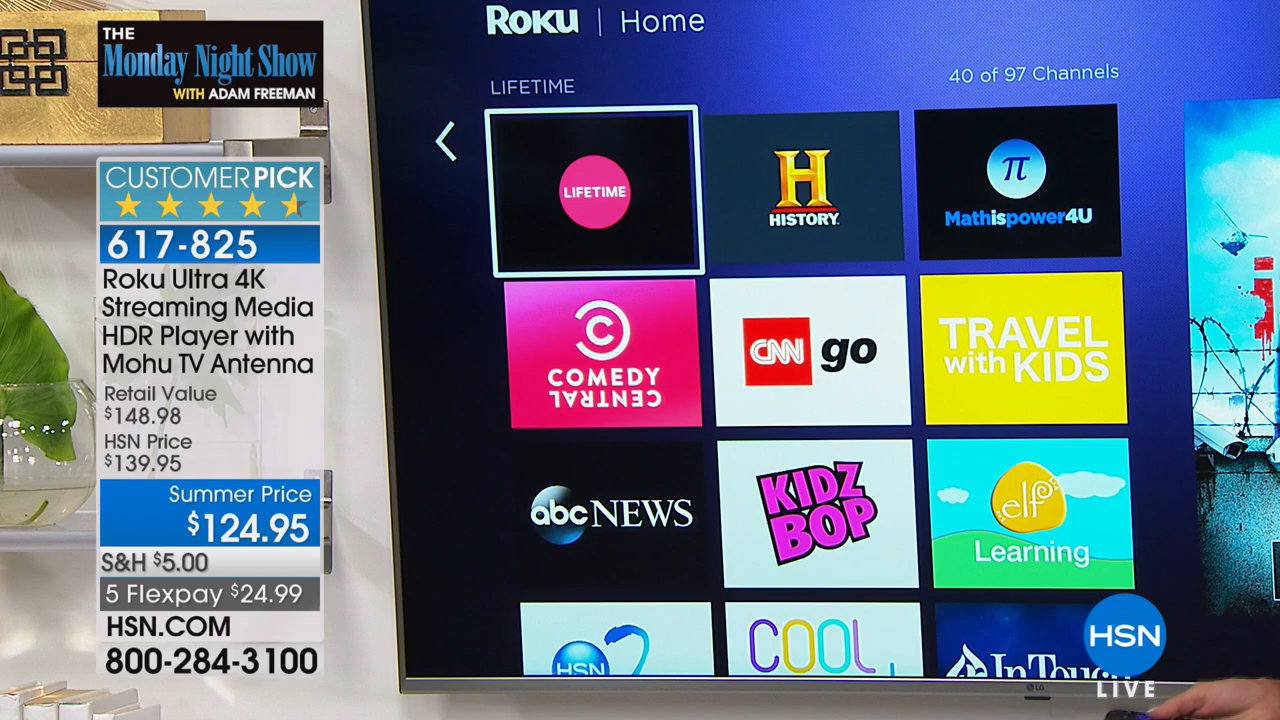 THE
Monday Night Show
WITH ADAM FREEMAN
CUSTOMER PICK
617-825
Roku Ultra 4K
Streaming Media
HDR Player with
Mohu TV Antenna
Retail Value
$148.98
HSN Price
$139.95
Summer Price
$124.95
S&H $5.00
5 Flexpay $24.99
HSN.COM
800-284-3100
Roku | Home
LIFETIME
40 of 97 Channels
LIFETIME
H
HISTORY
π
Mathispower4U
C
COMEDY
CENTRAL
CNN go
TRAVEL
with KIDS
abc NEWS
KIDZ
BOP
elf
Learning
HSN 2
COOL
InTouch
HSN
LIVE
LG